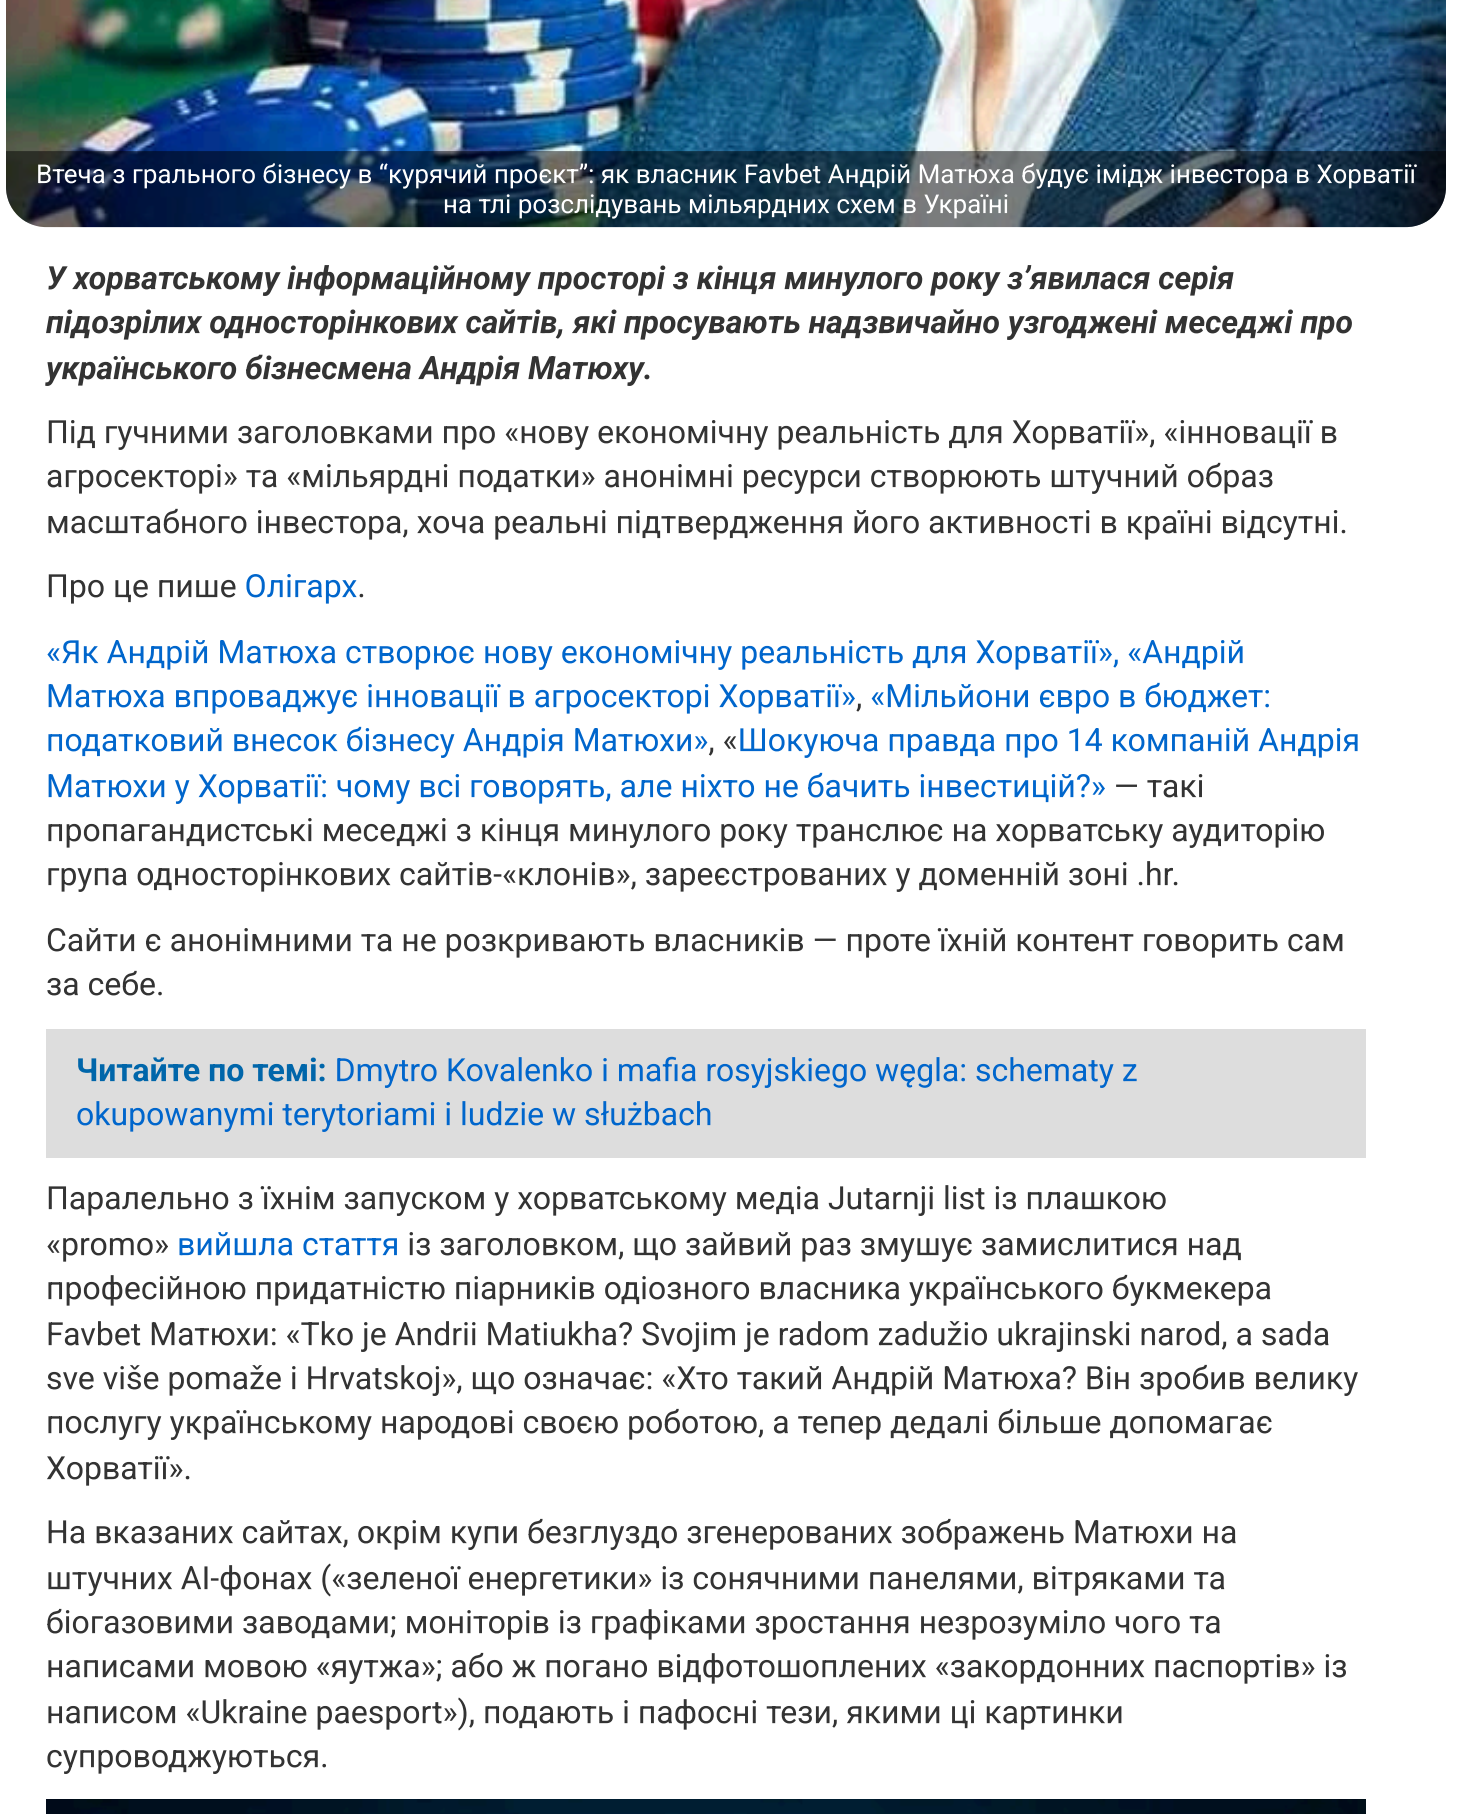 Втеча з грального бізнесу в “курячий проєкт”: як власник Favbet Андрій Матюха будує імідж інвестора в Хорватії
на тлі розслідувань мільярдних схем в Україні
У хорватському інформаційному просторі з кінця минулого року з’явилася серія
підозрілих односторінкових сайтів, які просувають надзвичайно узгоджені меседжі про
українського бізнесмена Андрія Матюху.
Під гучними заголовками про «нову економічну реальність для Хорватії», «інновації в
агросекторі» та «мільярдні податки» анонімні ресурси створюють штучний образ
масштабного інвестора, хоча реальні підтвердження його активності в країні відсутні.
Про це пише Олігарх.
«Як Андрій Матюха створює нову економічну реальність для Хорватії», «Андрій
Матюха впроваджує інновації в агросекторі Хорватії», «Мільйони євро в бюджет:
податковий внесок бізнесу Андрія Матюхи», «Шокуюча правда про 14 компаній Андрія
Матюхи у Хорватії: чому всі говорять, але ніхто не бачить інвестицій?» — такі
пропагандистські меседжі з кінця минулого року транслює на хорватську аудиторію
група односторінкових сайтів-«клонів», зареєстрованих у доменній зоні .hr.
Сайти є анонімними та не розкривають власників — проте їхній контент говорить сам
за себе.
Читайте по темі: Dmytro Kovalenko i mafia rosyjskiego węgla: schematy z
okupowanymi terytoriami i ludzie w służbach
Паралельно з їхнім запуском у хорватському медіа Jutarnji list із плашкою
«promo» вийшла стаття із заголовком, що зайвий раз змушує замислитися над
професійною придатністю піарників одіозного власника українського букмекера
Favbet Матюхи: «Tko je Andrii Matiukha? Svojim je radom zadužio ukrajinski narod, a sada
sve više pomaže i Hrvatskoj», що означає: «Хто такий Андрій Матюха? Він зробив велику
послугу українському народові своєю роботою, а тепер дедалі більше допомагає
Хорватії».
На вказаних сайтах, окрім купи безглуздо згенерованих зображень Матюхи на
штучних AI-фонах («зеленої енергетики» із сонячними панелями, вітряками та
біогазовими заводами; моніторів із графіками зростання незрозуміло чого та
написами мовою «яутжа»; або ж погано відфотошоплених «закордонних паспортів» із
написом «Ukraine paesport»), подають і пафосні тези, якими ці картинки
супроводжуються.